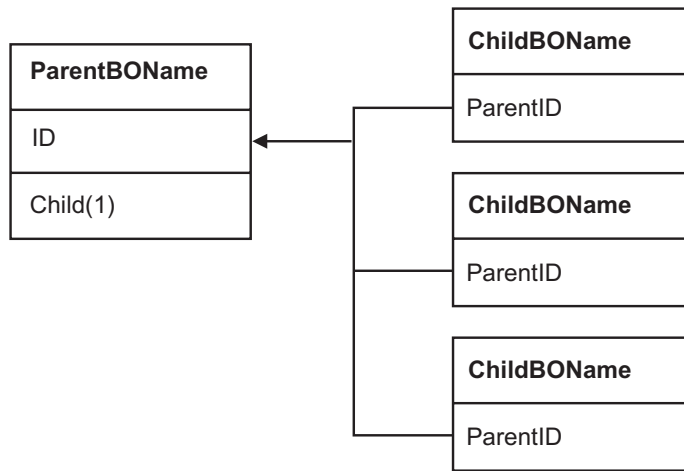 ParentBOName
ID
Child(1)
ChildBOName
ParentID
ChildBOName
ParentID
ChildBOName
ParentID